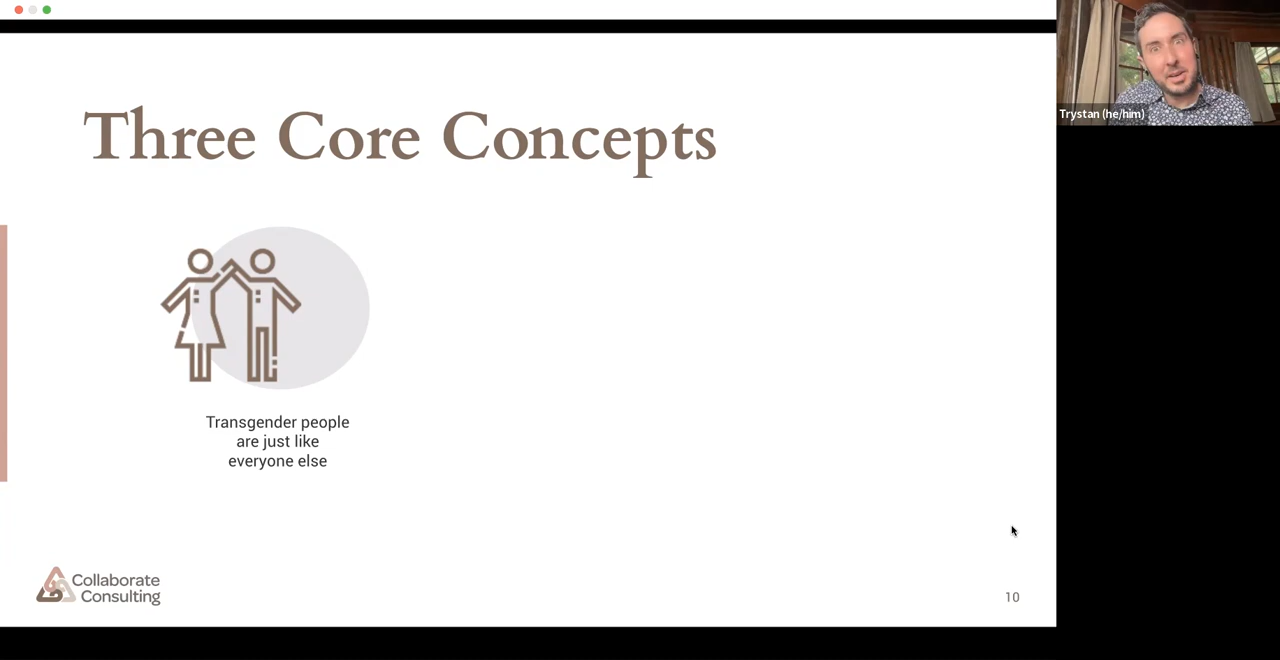 Three Core Concepts
Trystan (he/him)
Transgender people
are just like
everyone else
Collaborate
Consulting
10